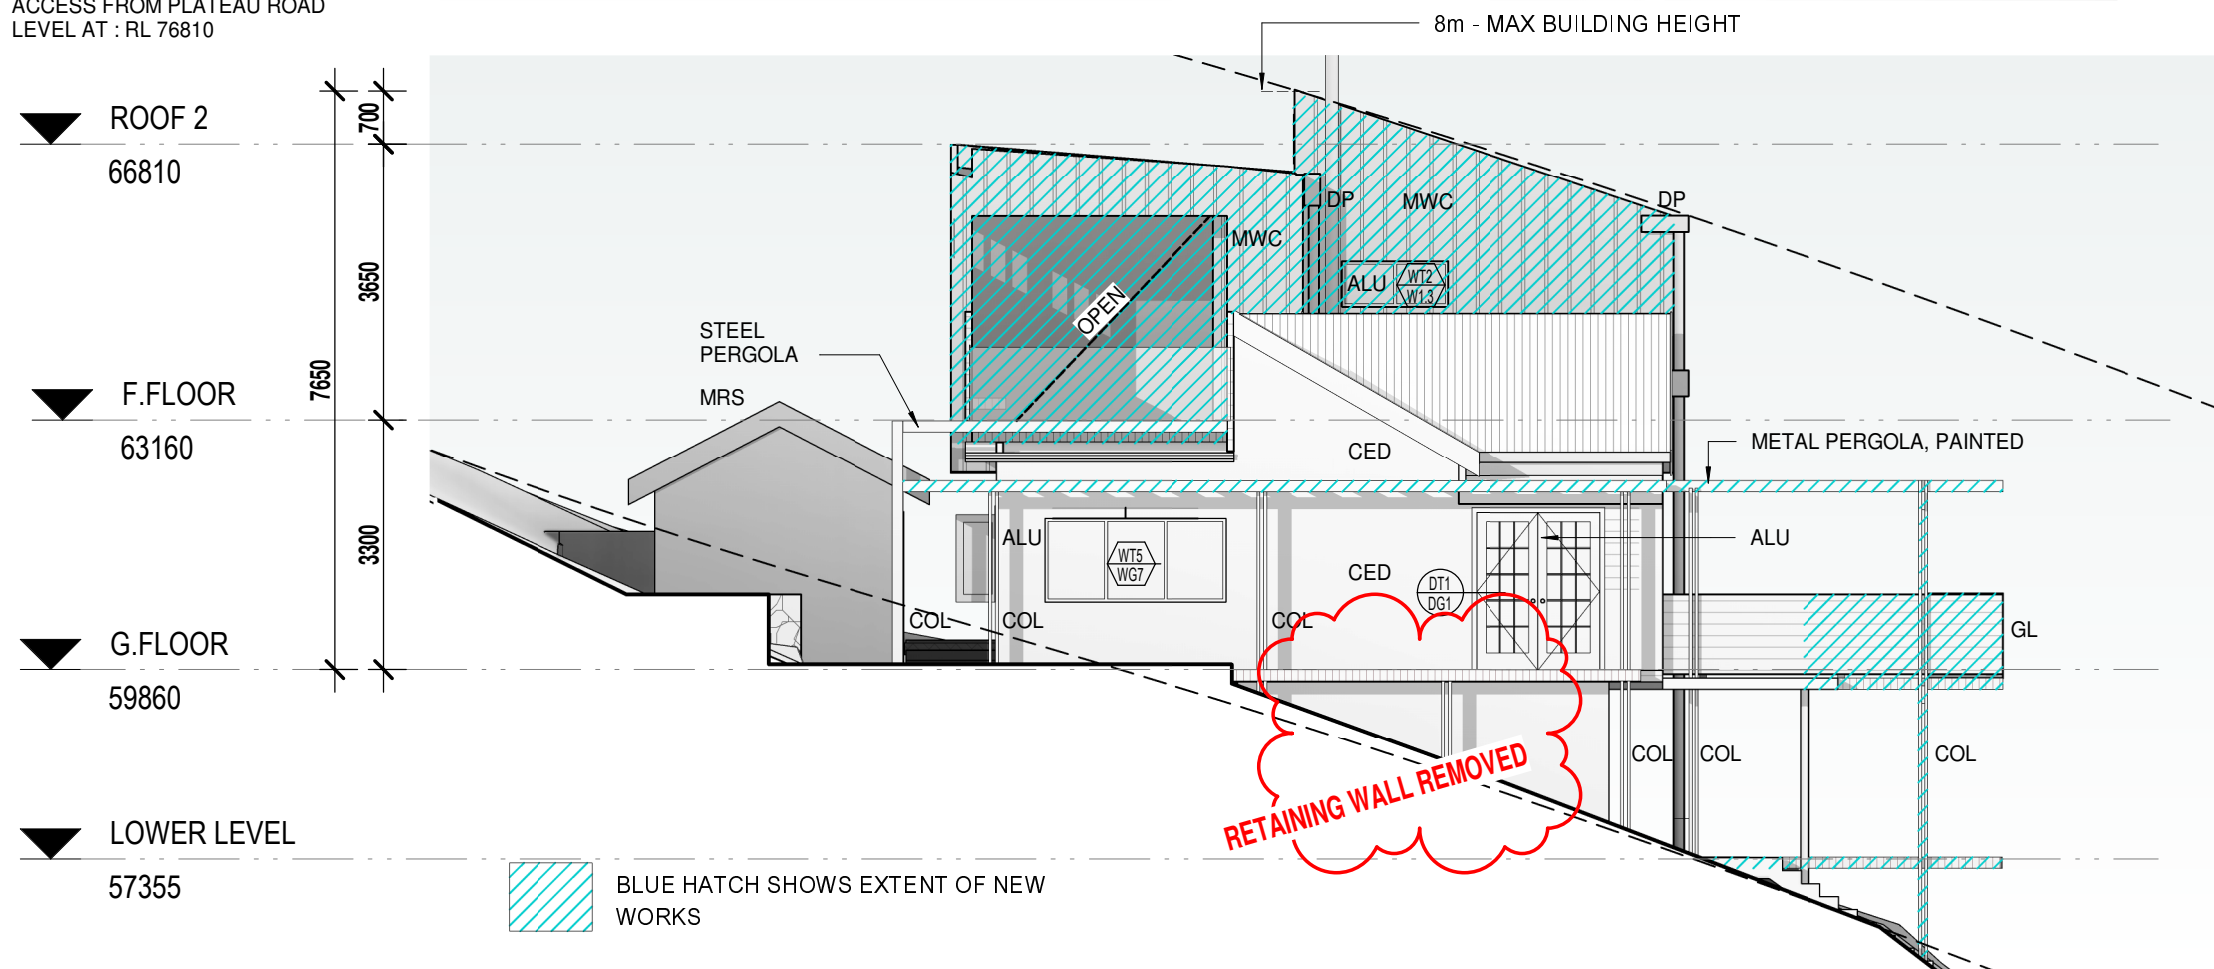 ACCESS FROM PLATEAU ROAD
LEVEL AT : RL 76810
8m - MAX BUILDING HEIGHT
ROOF 2
66810
700
3650
7650
3300
F.FLOOR
63160
G.FLOOR
59860
LOWER LEVEL
57355
DP
MWC
DP
MWC
ALU
WT2
W1.3
OPEN
STEEL
PERGOLA
MRS
CED
METAL PERGOLA, PAINTED
ALU
WT5
WG7
CED
DT1
DG1
ALU
COL
COL
COL
GL
COL
COL
COL
RETAINING WALL REMOVED
BLUE HATCH SHOWS EXTENT OF NEW
WORKS